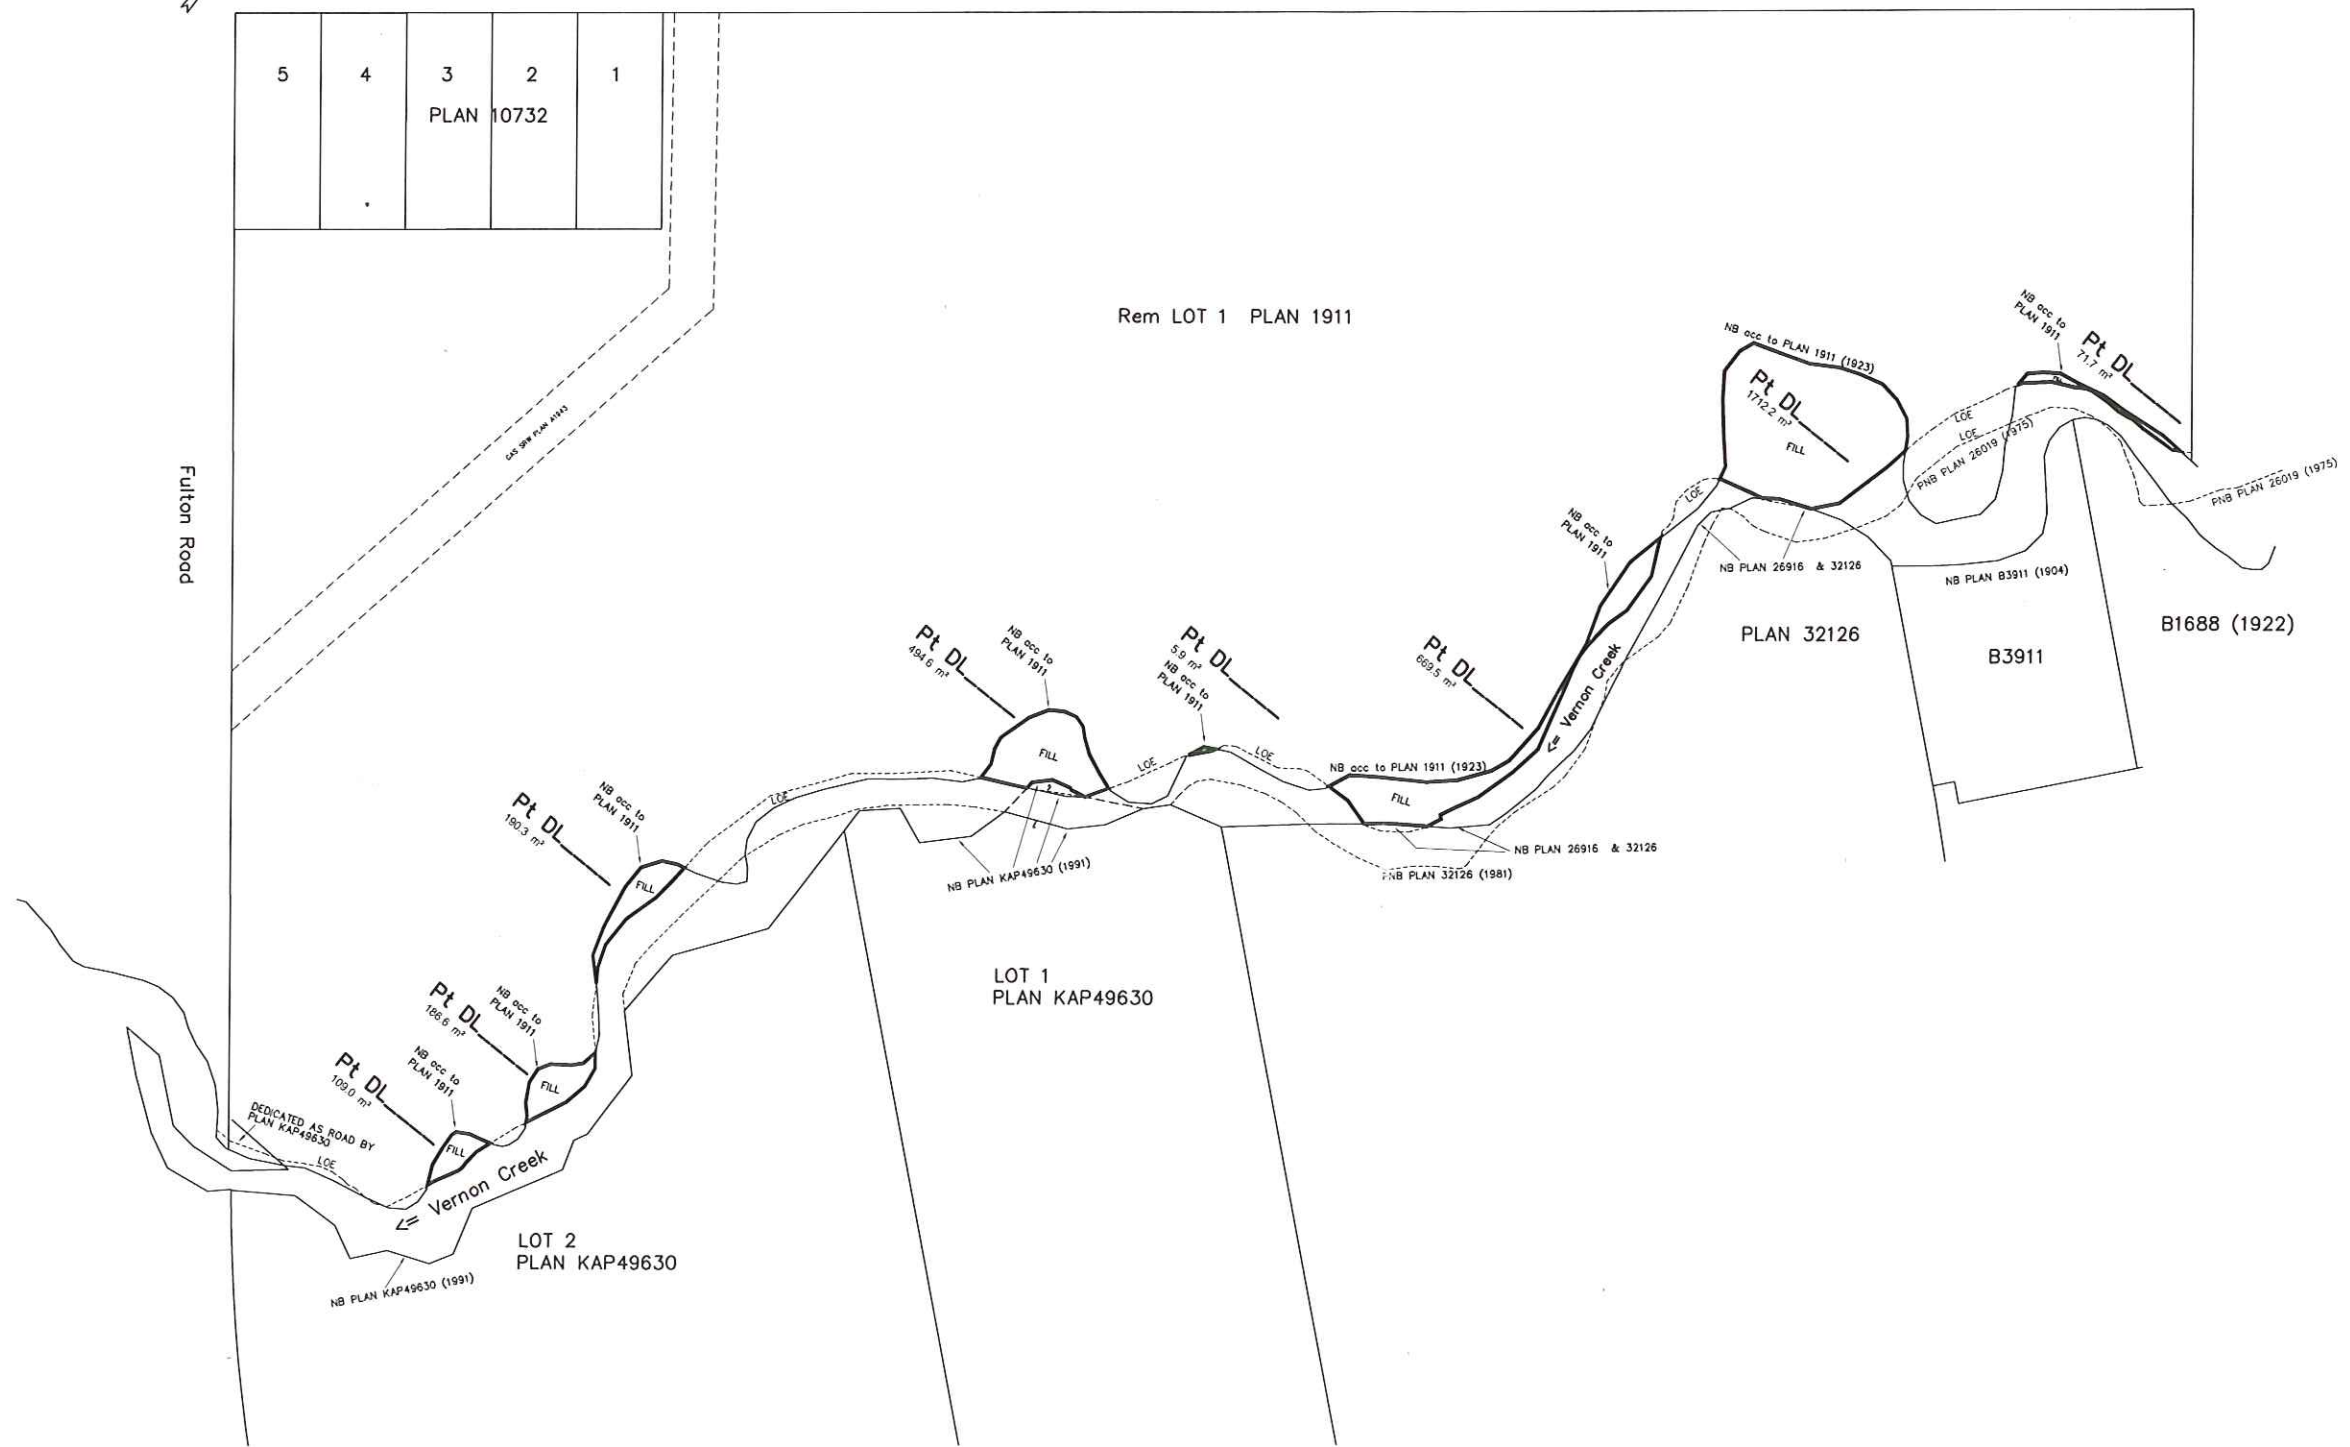 5
4
3
2
1
PLAN 10732
Rem LOT 1 PLAN 1911
GAS SRW PLAN 41943
Fulton Road
NB acc to PLAN 1911 (1923)
Pt DL
1712.2 m²
FILL
NB acc to
PLAN 1911
Pt DL
71.7 m²
LOE
LOE
PNB PLAN 26019 (1975)
PNB PLAN 26019 (1975)
LOE
NB acc to
PLAN 1911
NB PLAN 26916 & 32126
NB PLAN B3911 (1904)
PLAN 32126
B3911
B1688 (1922)
Pt DL
494.6 m²
NB acc to
PLAN 1911
FILL
Pt DL
5.9 m²
NB acc to
PLAN 1911
LOE
LOE
Pt DL
669.5 m²
<= Vernon Creek
NB acc to PLAN 1911 (1923)
FILL
NB PLAN 26916 & 32126
PNB PLAN 32126 (1981)
Pt DL
190.3 m²
NB acc to
PLAN 1911
FILL
LOE
NB PLAN KAP49630 (1991)
LOT 1
PLAN KAP49630
Pt DL
186.6 m²
NB acc to
PLAN 1911
FILL
Pt DL
109.0 m²
NB acc to
PLAN 1911
FILL
DEDICATED AS ROAD BY
PLAN KAP49630
LOE
<= Vernon Creek
LOT 2
PLAN KAP49630
NB PLAN KAP49630 (1991)